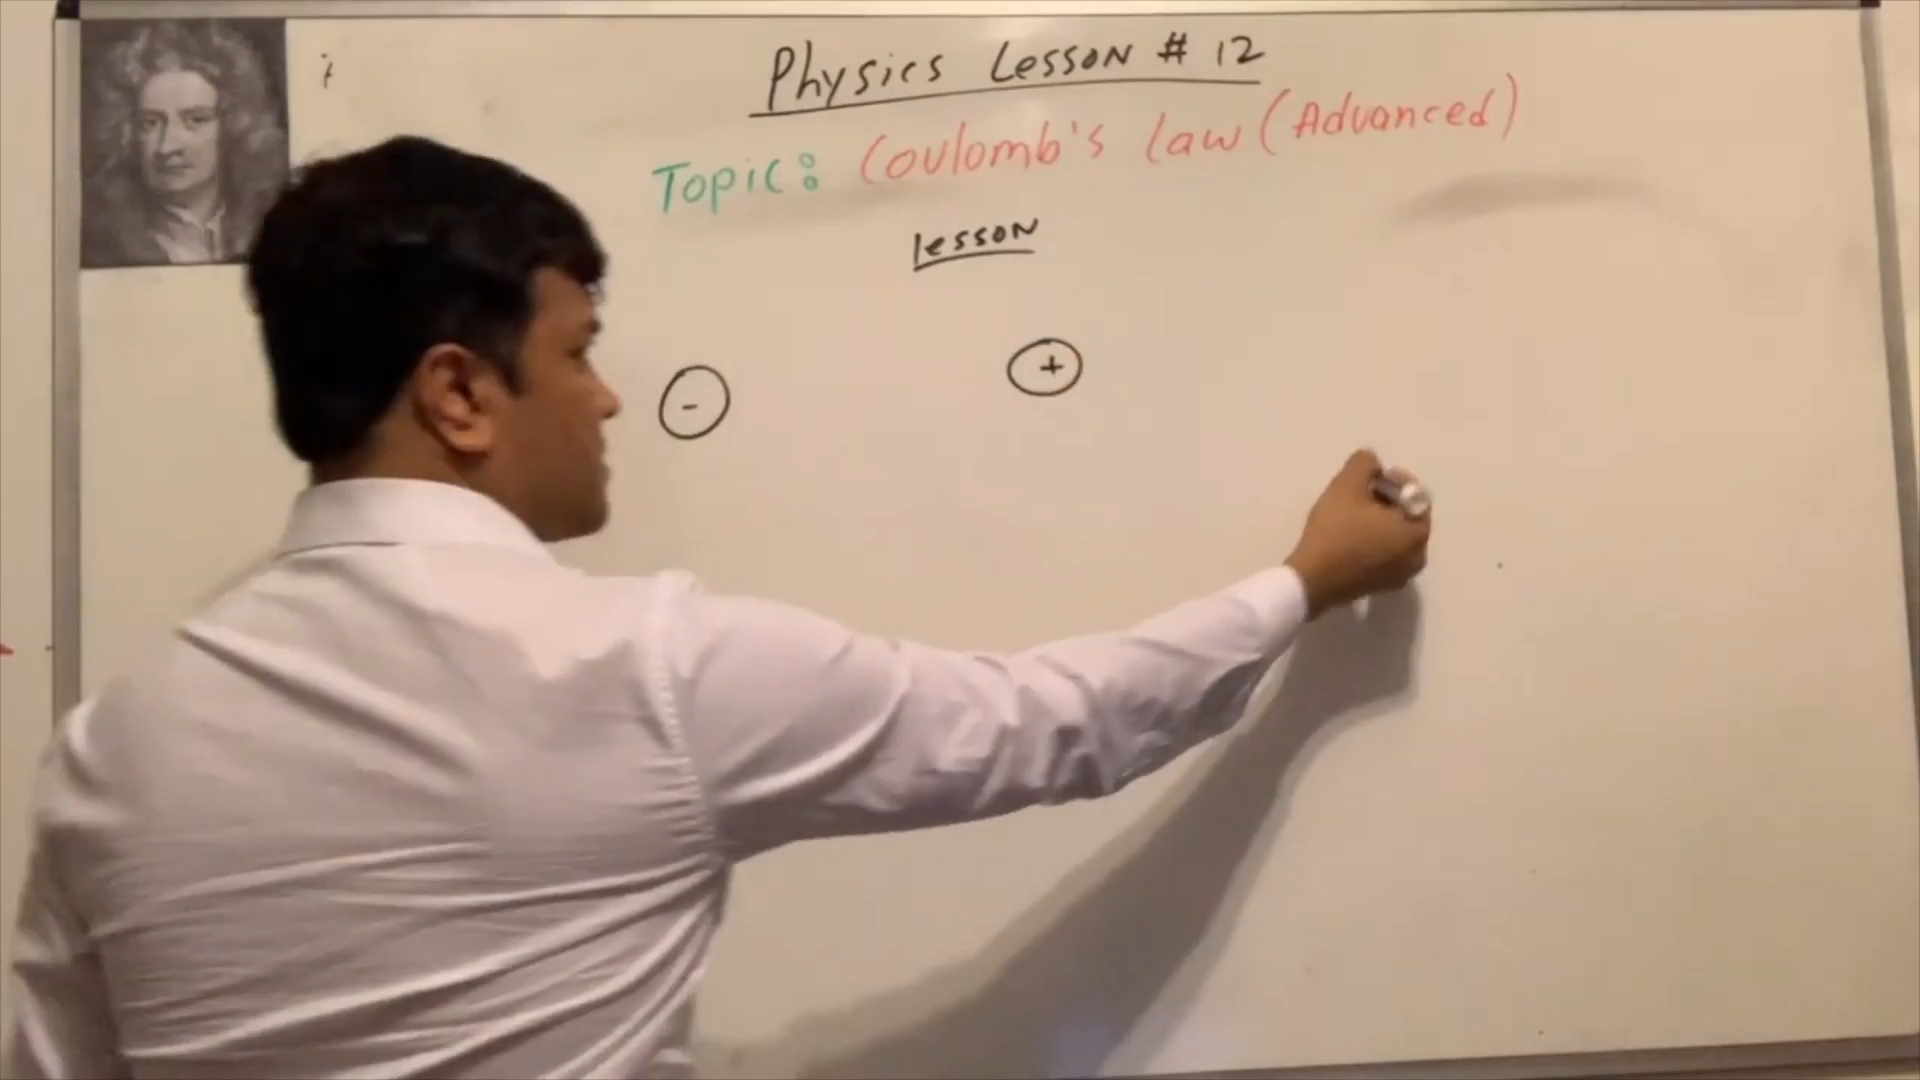 Physics Lesson # 12
Topic: Coulomb's law (Advanced)
lesson
- +